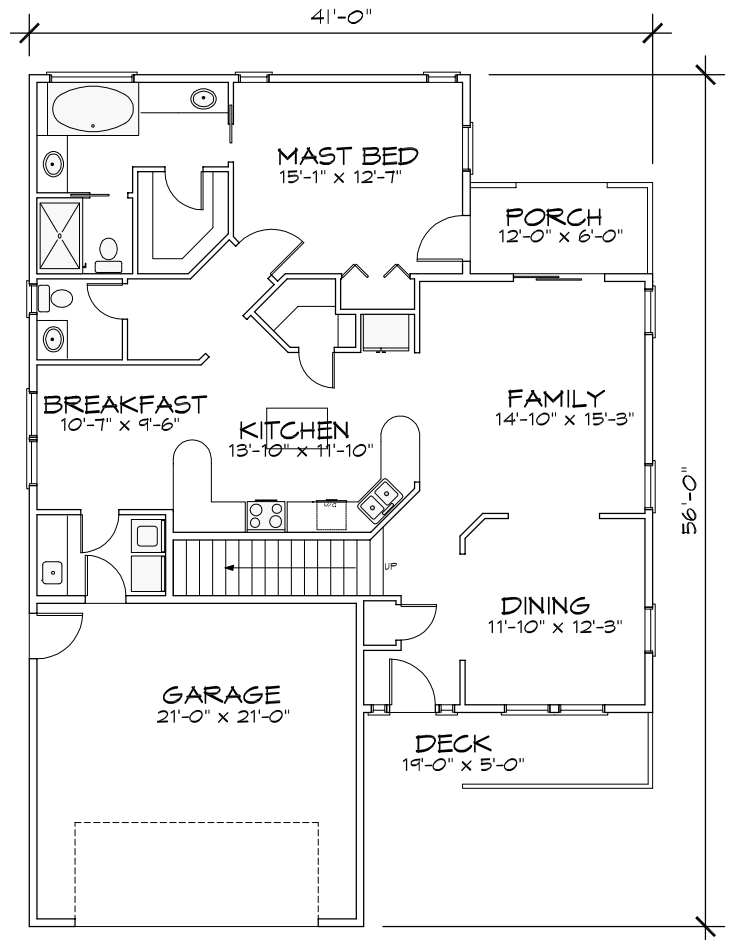 41'-0"
MAST BED
15'-1" x 12'-7"
PORCH
12'-0" x 6'-0"
BREAKFAST
10'-7" x 9'-6"
KITCHEN
13'-10" x 11'-10"
FAMILY
14'-10" x 15'-3"
56'-0"
UP
DINING
11'-10" x 12'-3"
GARAGE
21'-0" x 21'-0"
DECK
19'-0" x 5'-0"